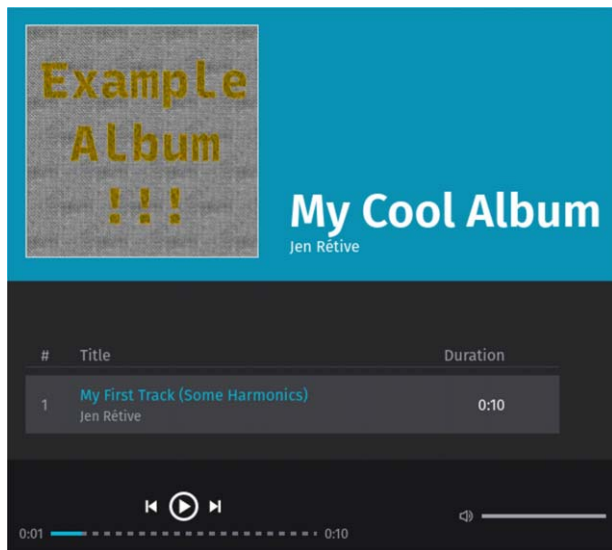 Example
Album
!!!
My Cool Album
Jen Rétive
# Title Duration
1 My First Track (Some Harmonics) 0:10
Jen Rétive
0:01 0:10